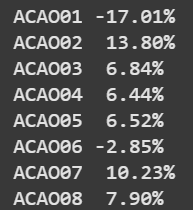 ACAO01 -17.01%
ACAO02  13.80%
ACAO03  6.84%
ACAO04  6.44%
ACAO05  6.52%
ACAO06 -2.85%
ACAO07  10.23%
ACAO08  7.90%